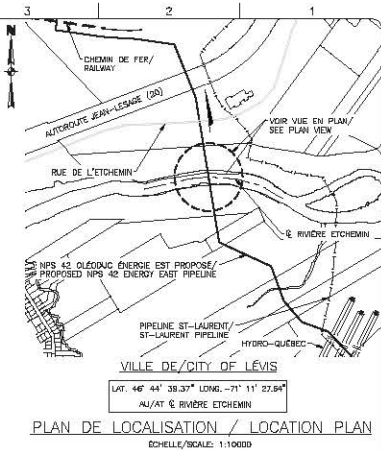 3 2 1
N
CHEMIN DE FER/
RAILWAY
AUTOROUTE JEAN-LESAGE (20)
VOIR VUE EN PLAN/
SEE PLAN VIEW
RUE DE L'ETCHEMIN
℄ RIVIÈRE ETCHEMIN
NPS 42 OLÉODUC ÉNERGIE EST PROPOSÉ/
PROPOSED NPS 42 ENERGY EAST PIPELINE
PIPELINE ST-LAURENT/
ST-LAURENT PIPELINE
HYDRO-QUÉBEC
VILLE DE/CITY OF LÉVIS
LAT. 46° 44' 39.37" LONG. -71° 11' 27.64"
AU/AT ℄ RIVIÈRE ETCHEMIN
PLAN DE LOCALISATION / LOCATION PLAN
ÉCHELLE/SCALE: 1:10000